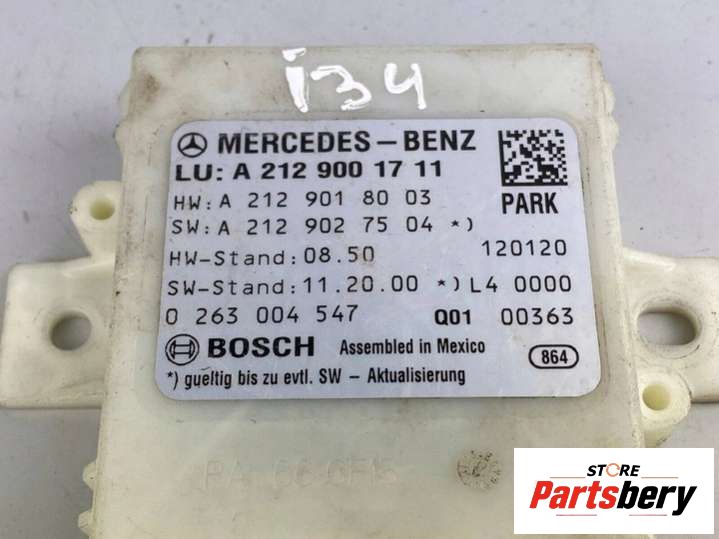 i34
MERCEDES-BENZ
LU: A 212 900 17 11
HW: A 212 901 80 03
PARK
SW: A 212 902 75 04 *)
HW-Stand: 08.50 120120
SW-Stand: 11.20.00 *) L4 0000
0 263 004 547 Q01 00363
BOSCH Assembled in Mexico 864
*) gueltig bis zu evtl. SW - Aktualisierung
STORE
Partsbery